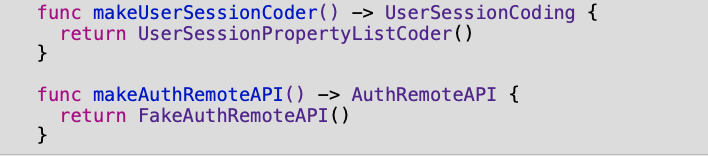 func makeUserSessionCoder() -> UserSessionCoding {
  return UserSessionPropertyListCoder()
}

func makeAuthRemoteAPI() -> AuthRemoteAPI {
  return FakeAuthRemoteAPI()
}